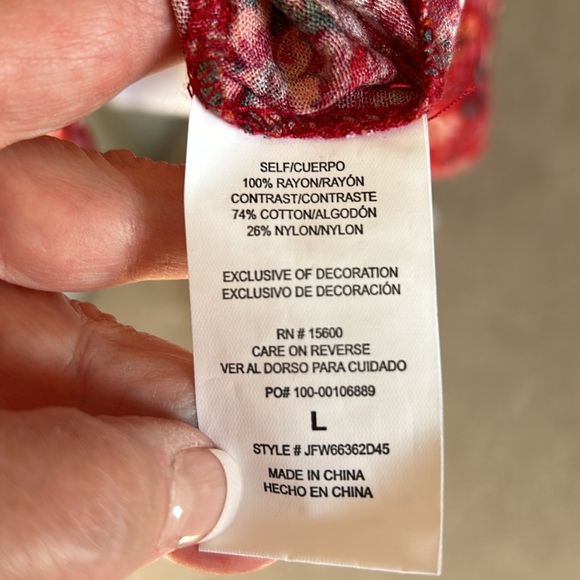 SELF/CUERPO
100% RAYON/RAYÓN
CONTRAST/CONTRASTE
74% COTTON/ALGODÓN
26% NYLON/NYLON
EXCLUSIVE OF DECORATION
EXCLUSIVO DE DECORACIÓN
RN # 15600
CARE ON REVERSE
VER AL DORSO PARA CUIDADO
PO# 100-00106889
L
STYLE # JFW66362D45
MADE IN CHINA
HECHO EN CHINA